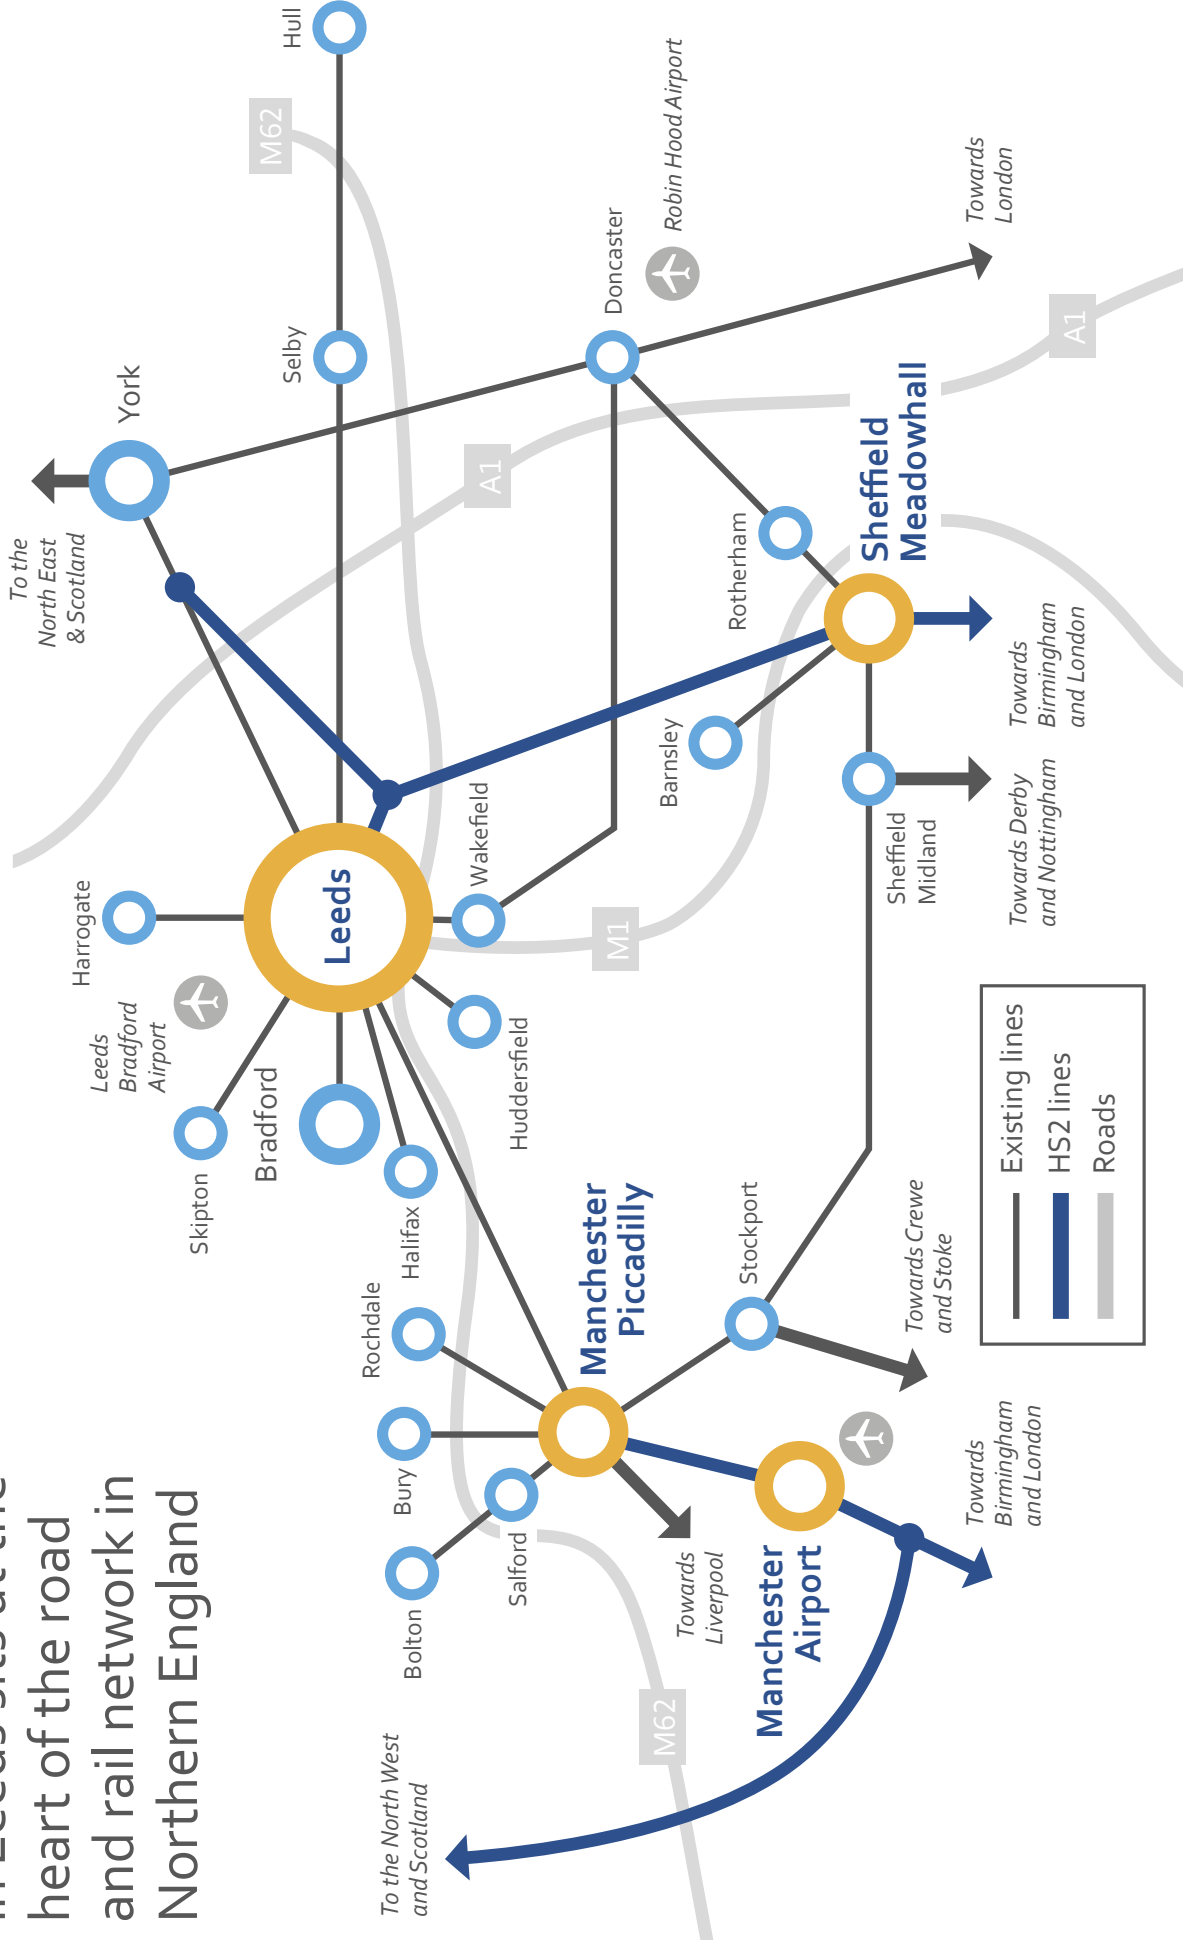 heart of the road
and rail network in
Northern England
To the
North East
& Scotland
York
Hull
M62
Selby
Harrogate
Leeds
Bradford
Airport
Skipton
Bradford
Leeds
Halifax
Huddersfield
Wakefield
A1
Doncaster
Robin Hood Airport
Towards
London
A1
M1
Barnsley
Rotherham
Sheffield
Meadowhall
Sheffield
Midland
Towards Derby
and Nottingham
Towards
Birmingham
and London
Rochdale
Bury
Bolton
Salford
Manchester
Piccadilly
Stockport
Towards Crewe
and Stoke
Towards
Liverpool
Manchester
Airport
M62
To the North West
and Scotland
Towards
Birmingham
and London
Existing lines
HS2 lines
Roads